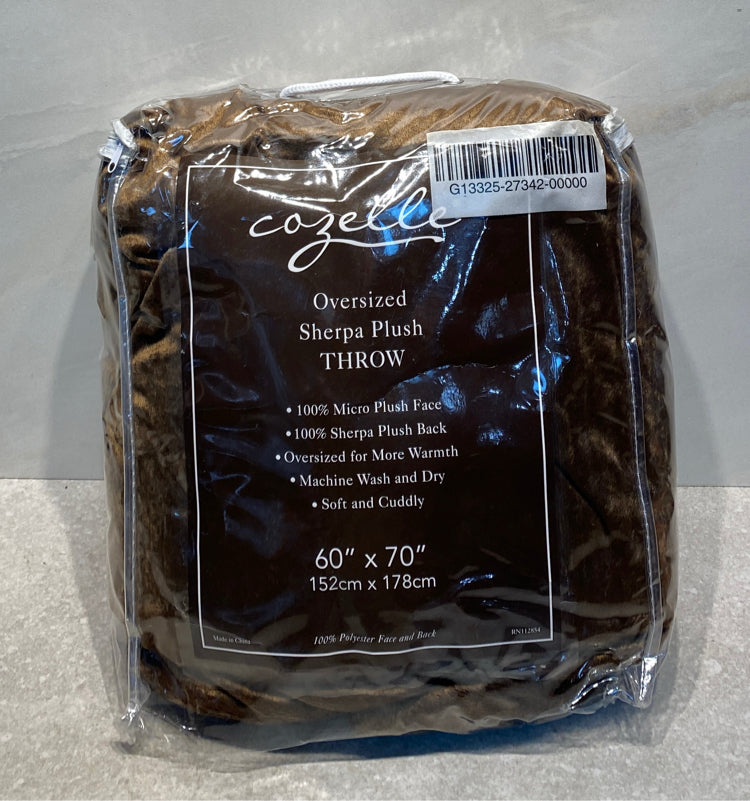 G13325-27342-00000
cozelle
Oversized
Sherpa Plush
THROW
• 100% Micro Plush Face
• 100% Sherpa Plush Back
• Oversized for More Warmth
• Machine Wash and Dry
• Soft and Cuddly
60" x 70"
152cm x 178cm
Made in China
100% Polyester Face and Back
RN112884